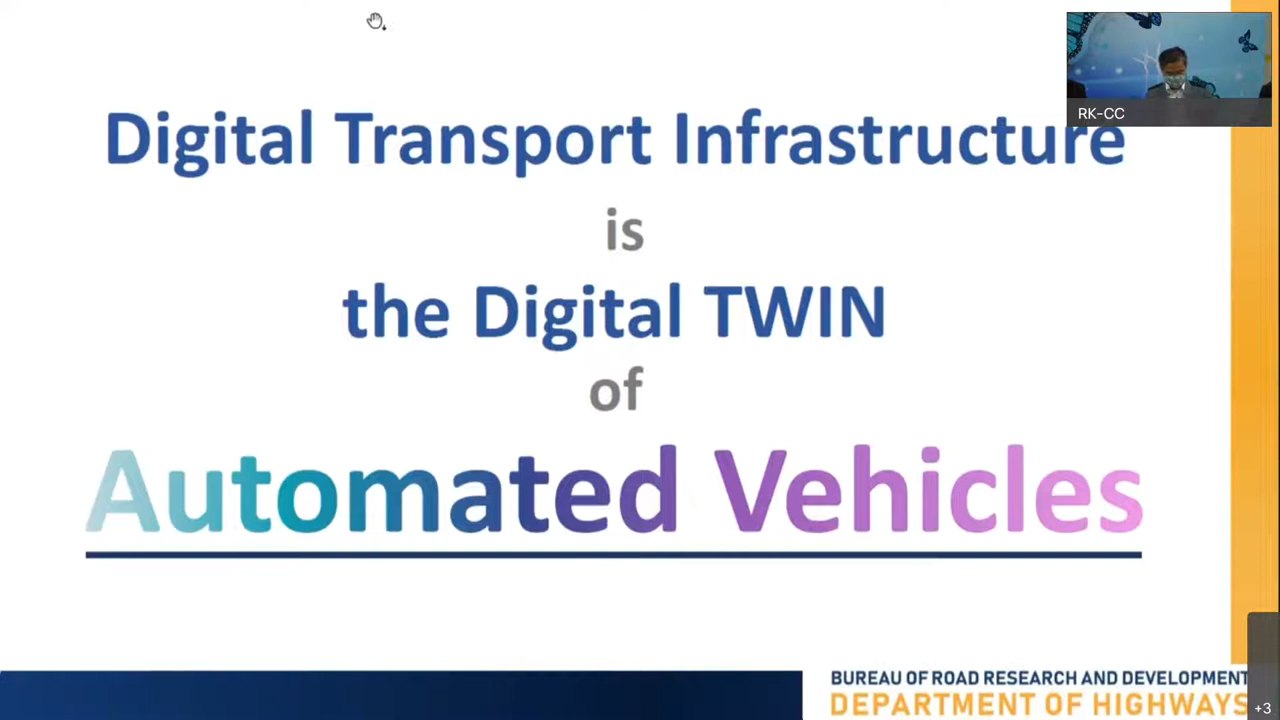 RK-CC
Digital Transport Infrastructure
is
the Digital TWIN
of
Automated Vehicles
BUREAU OF ROAD RESEARCH AND DEVELOPMENT
DEPARTMENT OF HIGHWAYS
+3